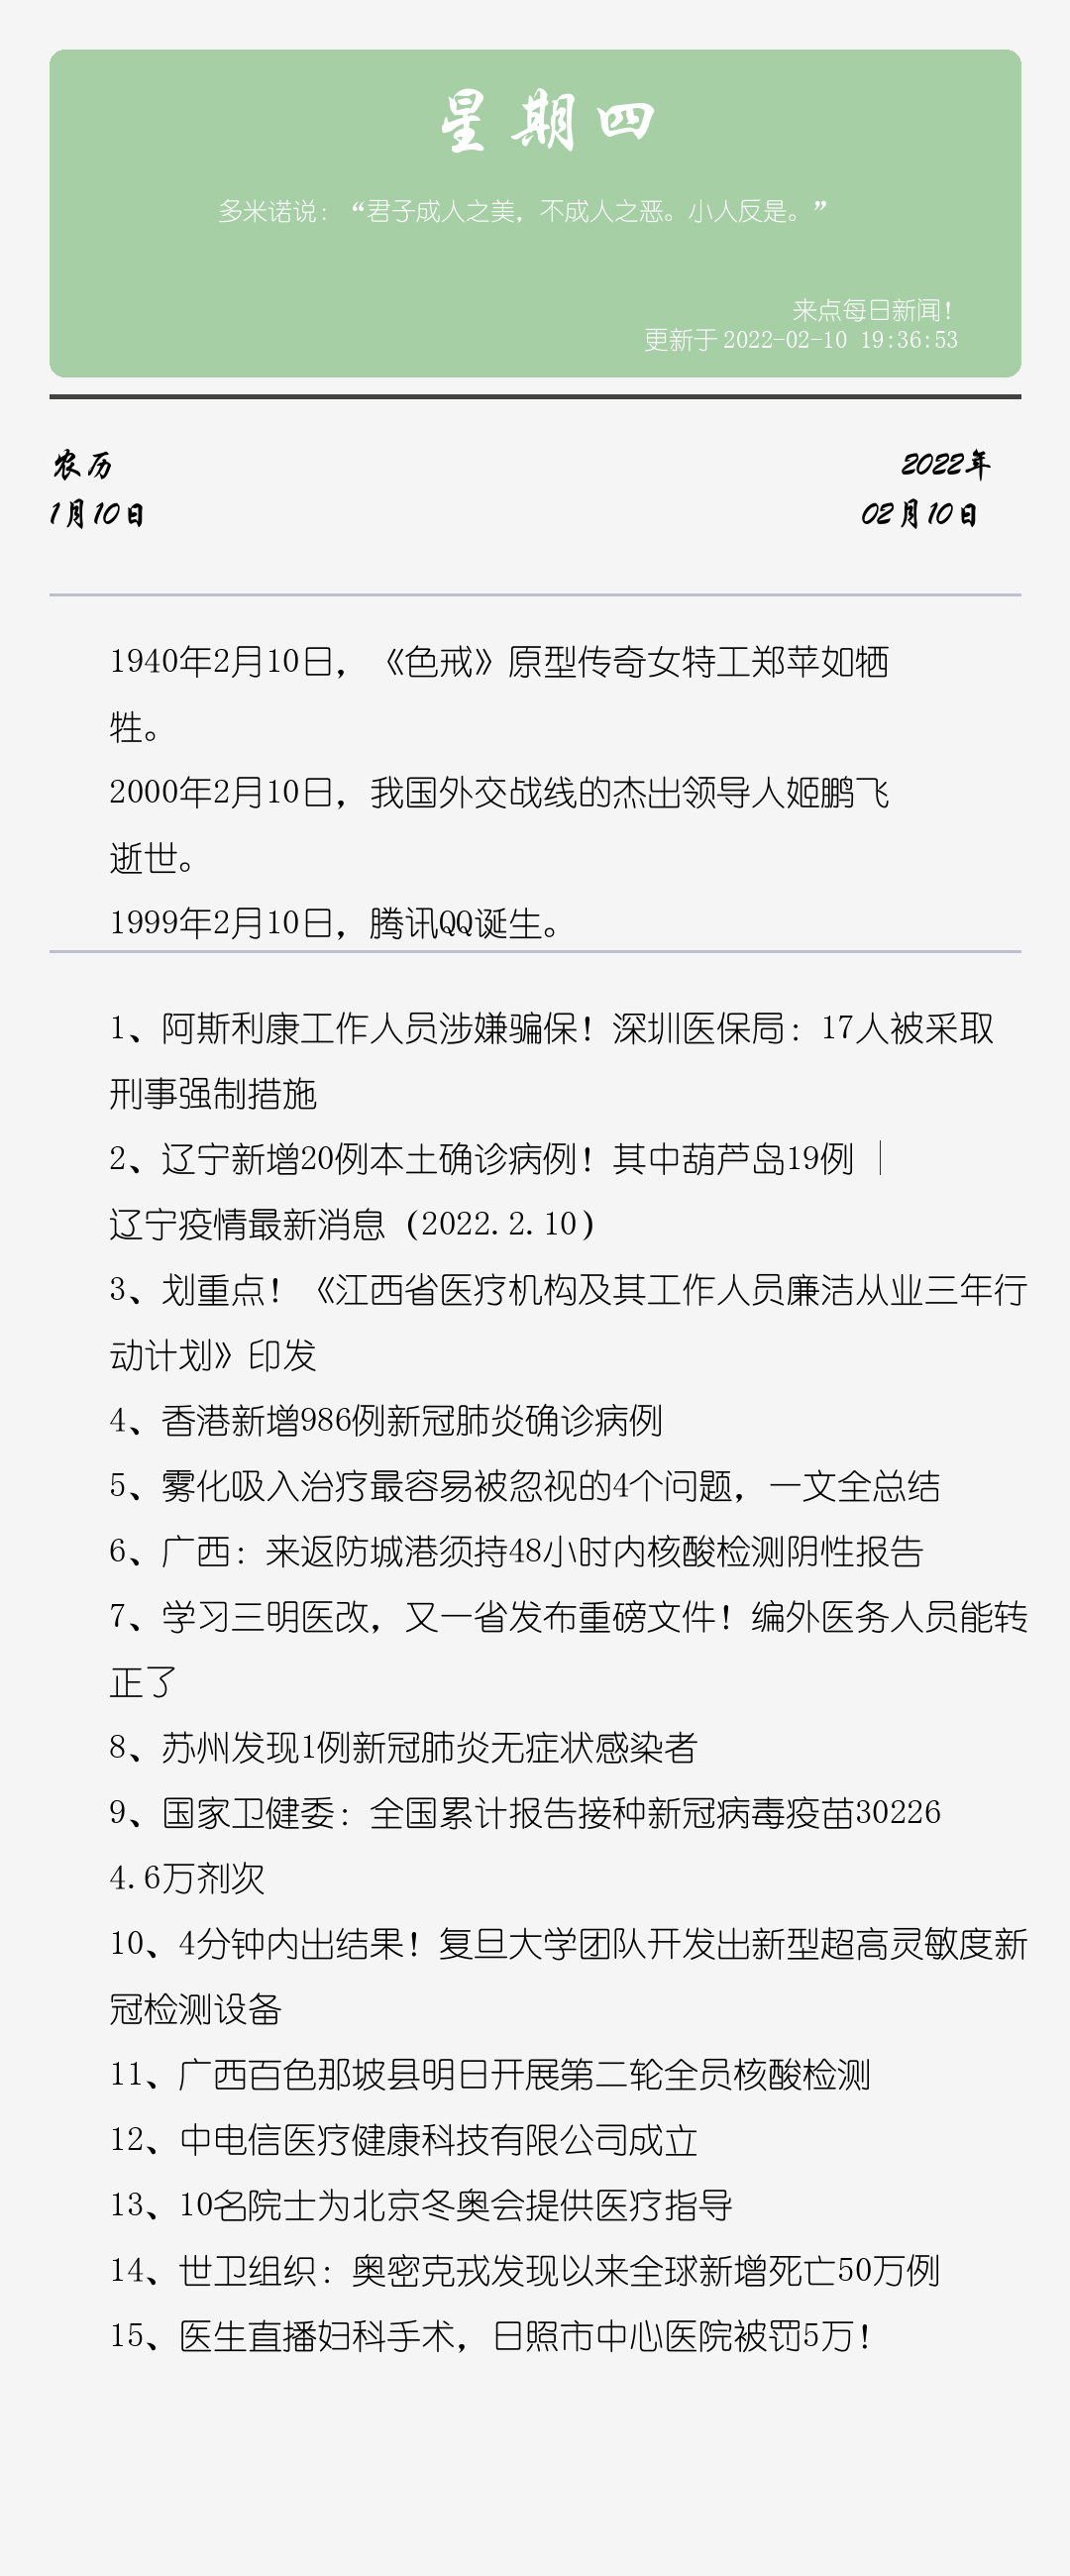 星期四
多米诺说：“君子成人之美，不成人之恶。小人反是。”
来点每日新闻！
更新于 2022-02-10 19:36:53
农历
2022年
1月10日
02月10日
1940年2月10日，《色戒》原型传奇女特工郑苹如牺
牲。
2000年2月10日，我国外交战线的杰出领导人姬鹏飞
逝世。
1999年2月10日，腾讯QQ诞生。
1、阿斯利康工作人员涉嫌骗保！深圳医保局：17人被采取
刑事强制措施
2、辽宁新增20例本土确诊病例！其中葫芦岛19例 |
辽宁疫情最新消息（2022.2.10）
3、划重点！《江西省医疗机构及其工作人员廉洁从业三年行
动计划》印发
4、香港新增986例新冠肺炎确诊病例
5、雾化吸入治疗最容易被忽视的4个问题，一文全总结
6、广西：来返防城港须持48小时内核酸检测阴性报告
7、学习三明医改，又一省发布重磅文件！编外医务人员能转
正了
8、苏州发现1例新冠肺炎无症状感染者
9、国家卫健委：全国累计报告接种新冠病毒疫苗30226
4.6万剂次
10、4分钟内出结果！复旦大学团队开发出新型超高灵敏度新
冠检测设备
11、广西百色那坡县明日开展第二轮全员核酸检测
12、中电信医疗健康科技有限公司成立
13、10名院士为北京冬奥会提供医疗指导
14、世卫组织：奥密克戎发现以来全球新增死亡50万例
15、医生直播妇科手术，日照市中心医院被罚5万！